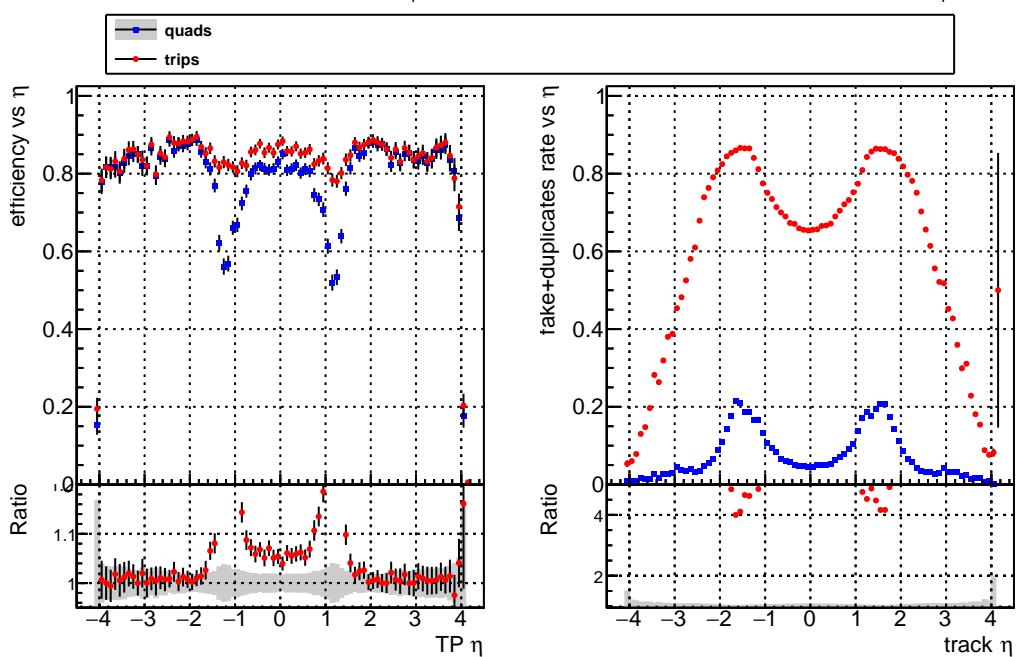 quads
trips
efficiency vs η
1
0.8
0.6
0.4
0.2
0
Ratio
1.1
1
−4 −3 −2 −1 0 1 2 3 4
TP η
fake+duplicates rate vs η
1
0.8
0.6
0.4
0.2
0
Ratio
4
2
−4 −3 −2 −1 0 1 2 3 4
track η